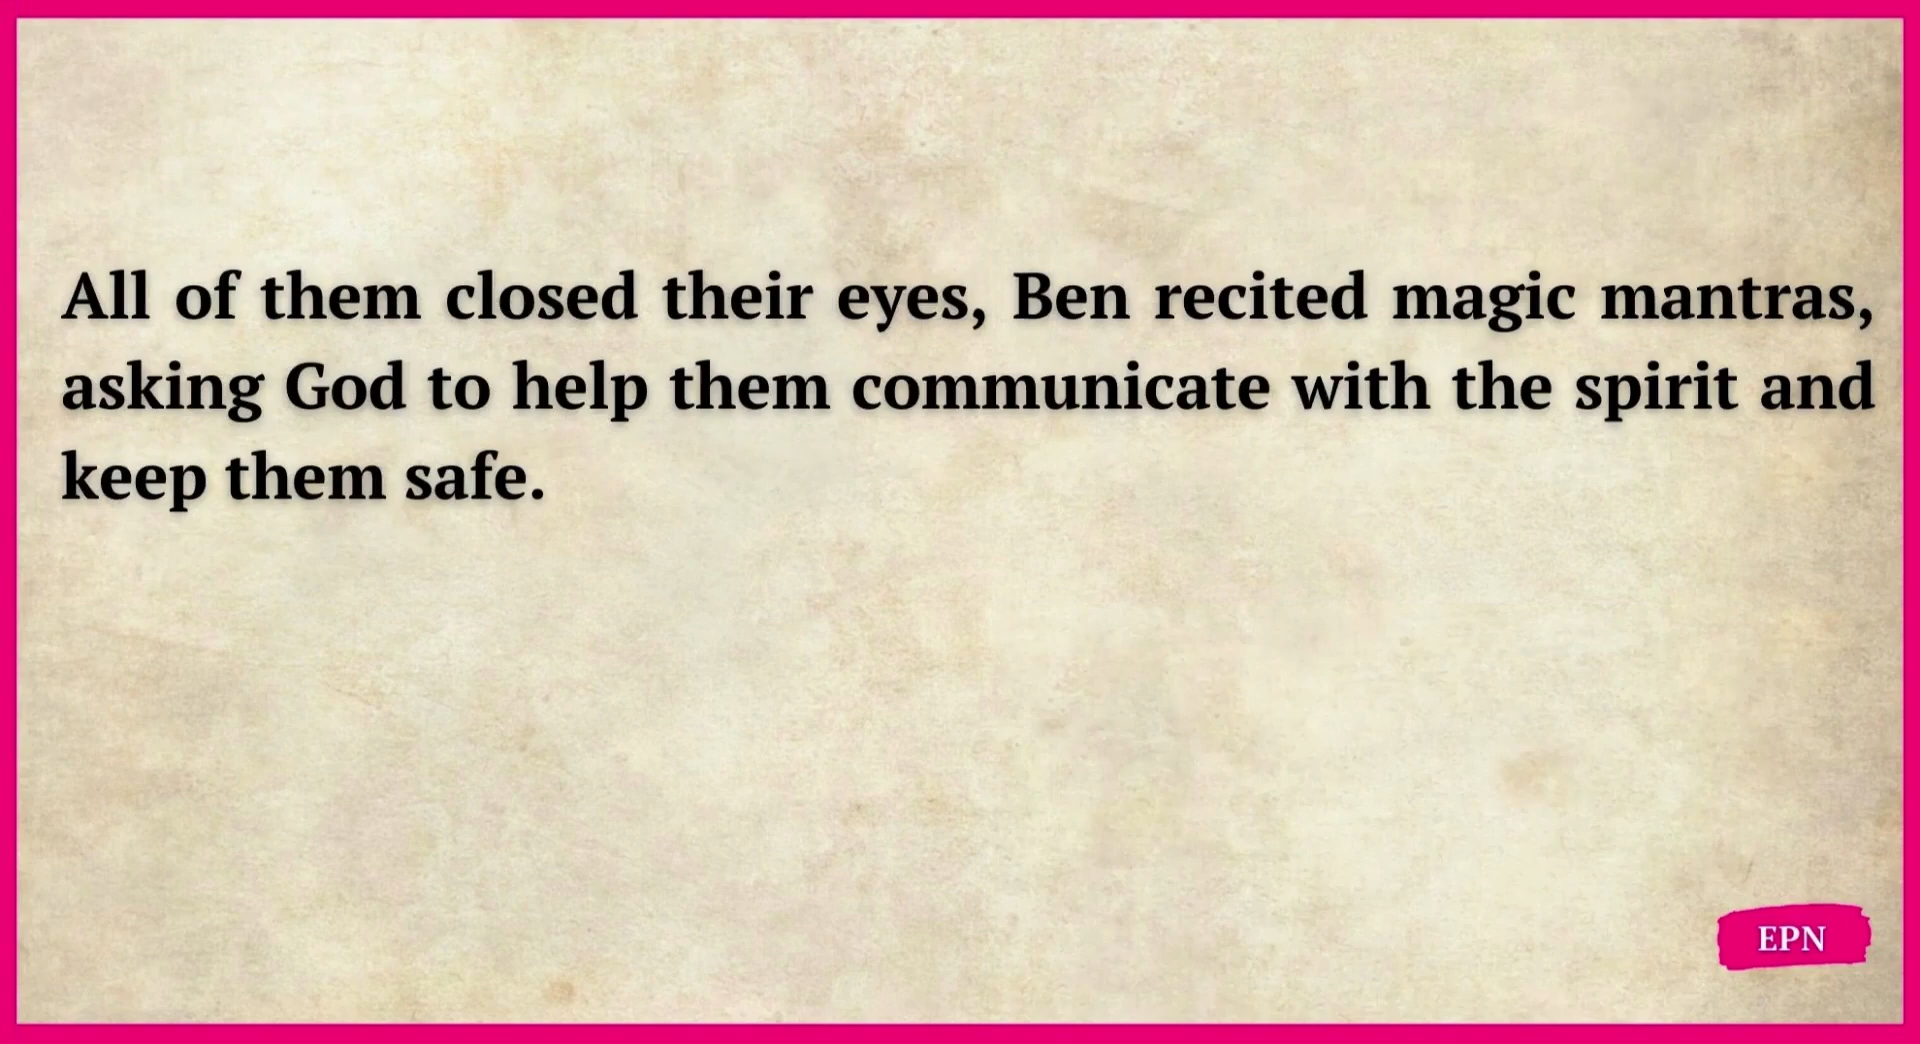 All of them closed their eyes, Ben recited magic mantras,
asking God to help them communicate with the spirit and
keep them safe.
EPN